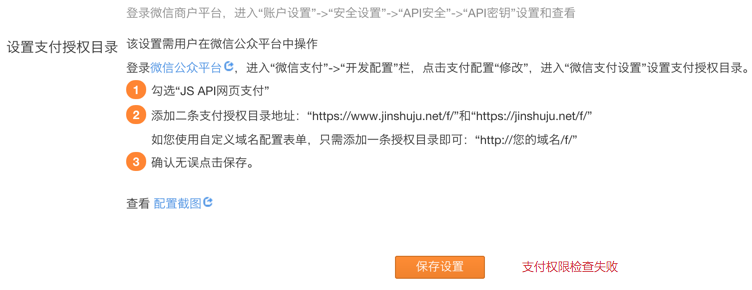 登录微信商户平台，进入“账户设置”->“安全设置”->“API安全”->“API密钥”设置和查看
设置支付授权目录
该设置需用户在微信公众平台中操作
登录微信公众平台，进入“微信支付”->“开发配置”栏，点击支付配置“修改”，进入“微信支付设置”设置支付授权目录。
1 勾选“JS API网页支付”
2 添加二条支付授权目录地址：“https://www.jinshuju.net/f/”和“https://jinshuju.net/f/”
如您使用自定义域名配置表单，只需添加一条授权目录即可：“http://您的域名/f/”
3 确认无误点击保存。
查看 配置截图
保存设置 支付权限检查失败